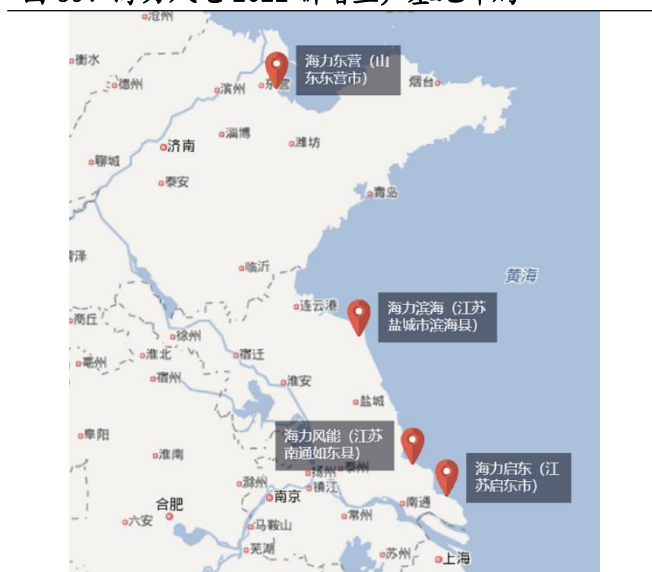 沧州
衡水
德州
滨州
东营
海力东营（山
东东营市）
烟台
济南
淄博
潍坊
聊城
泰安
青岛
临沂
黄海
连云港
海力滨海（江苏
盐城市滨海县）
商丘
徐州
淮北
宿迁
亳州
宿州
淮安
盐城
阜阳
海力风能（江苏
南通如东县）
淮南
扬州
泰州
海力启东（江
苏启东市）
滁州
镇江
南京
南通
合肥
常州
六安
马鞍山
芜湖
苏州
上海